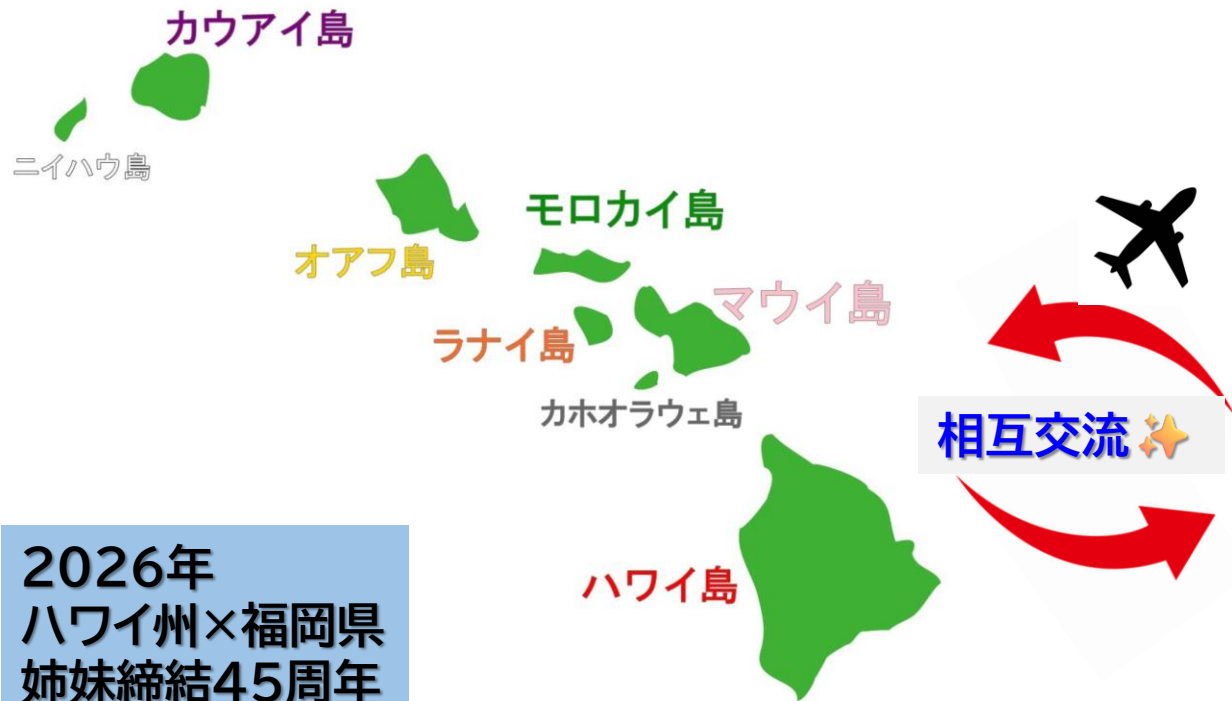 カウアイ島
ニイハウ島
モロカイ島
オアフ島
マウイ島
ラナイ島
カホオラウェ島
相互交流✨
ハワイ島
2026年
ハワイ州×福岡県
姉妹締結45周年